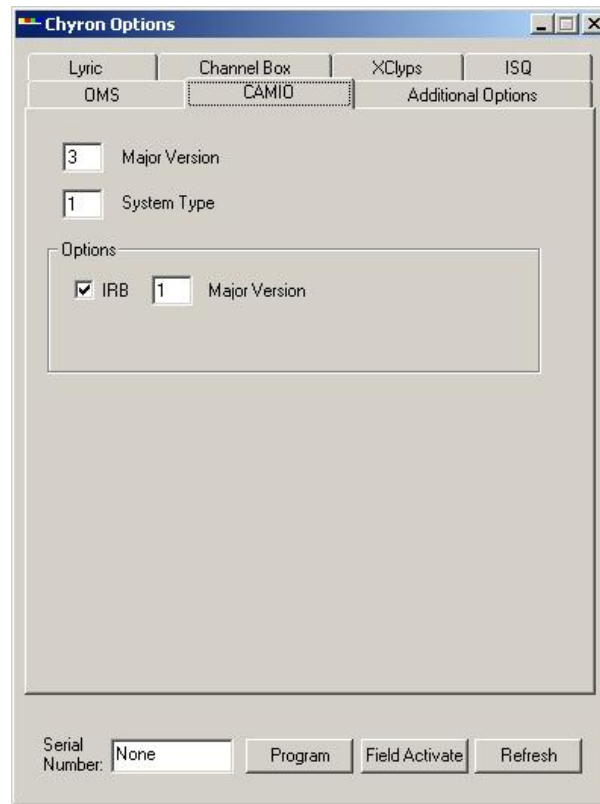 Chyron Options
Lyric Channel Box XClyps ISQ
OMS CAMIO Additional Options
3 Major Version
1 System Type
Options
IRB 1 Major Version
Serial Number: None Program Field Activate Refresh